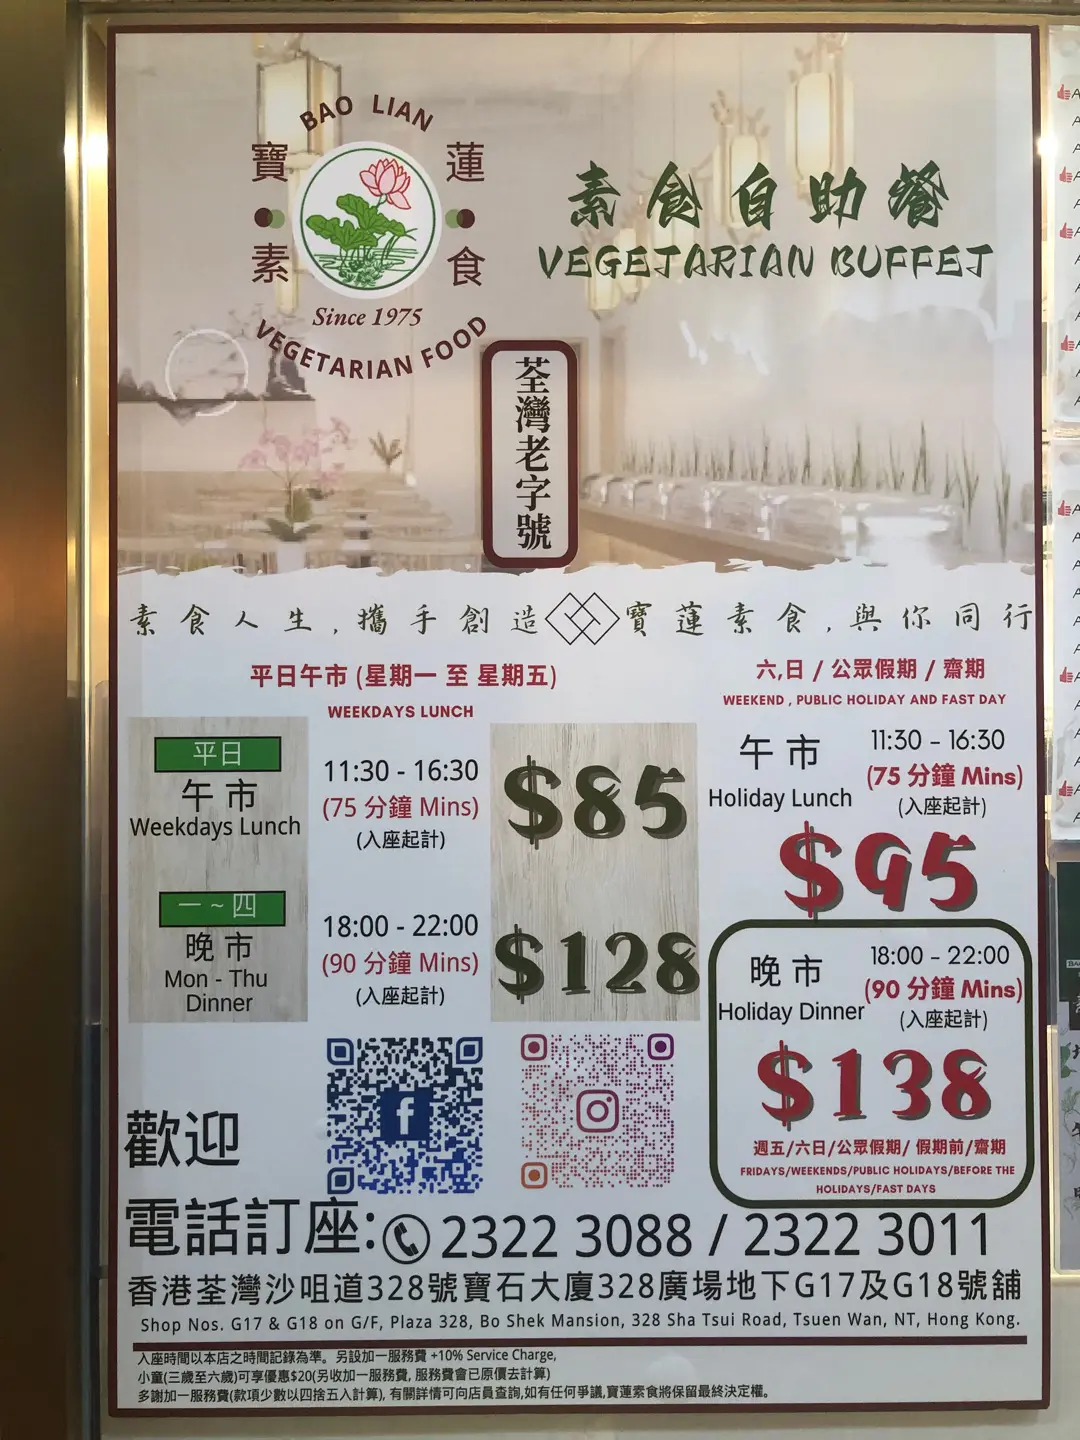 BAO LIAN
寶蓮
素食
Since 1975
VEGETARIAN FOOD
素食自助餐
VEGETARIAN BUFFET
荃灣老字號
素食人生,攜手創造 寶蓮素食,與你同行
平日午市 (星期一 至 星期五)
WEEKDAYS LUNCH
平日
午市
Weekdays Lunch
11:30 - 16:30
(75 分鐘 Mins)
(入座起計)
$85
一 ~ 四
晚市
Mon - Thu
Dinner
18:00 - 22:00
(90 分鐘 Mins)
(入座起計)
$128
六,日 / 公眾假期 / 齋期
WEEKEND , PUBLIC HOLIDAY AND FAST DAY
午市
Holiday Lunch
11:30 - 16:30
(75 分鐘 Mins)
(入座起計)
$95
晚市
Holiday Dinner
18:00 - 22:00
(90 分鐘 Mins)
(入座起計)
$138
週五/六日/公眾假期/ 假期前/齋期
FRIDAYS/WEEKENDS/PUBLIC HOLIDAYS/BEFORE THE
HOLIDAYS/FAST DAYS
歡迎
電話訂座: 2322 3088 / 2322 3011
香港荃灣沙咀道328號寶石大廈328廣場地下G17及G18號舖
Shop Nos. G17 & G18 on G/F, Plaza 328, Bo Shek Mansion, 328 Sha Tsui Road, Tsuen Wan, NT, Hong Kong.
入座時間以本店之時間記錄為準。另設加一服務費 +10% Service Charge,
小童(三歲至六歲)可享優惠$20(另收加一服務費, 服務費會已原價去計算)
多謝加一服務費(款項少數以四捨五入計算), 有關詳情可向店員查詢,如有任何爭議,寶蓮素食將保留最終決定權。